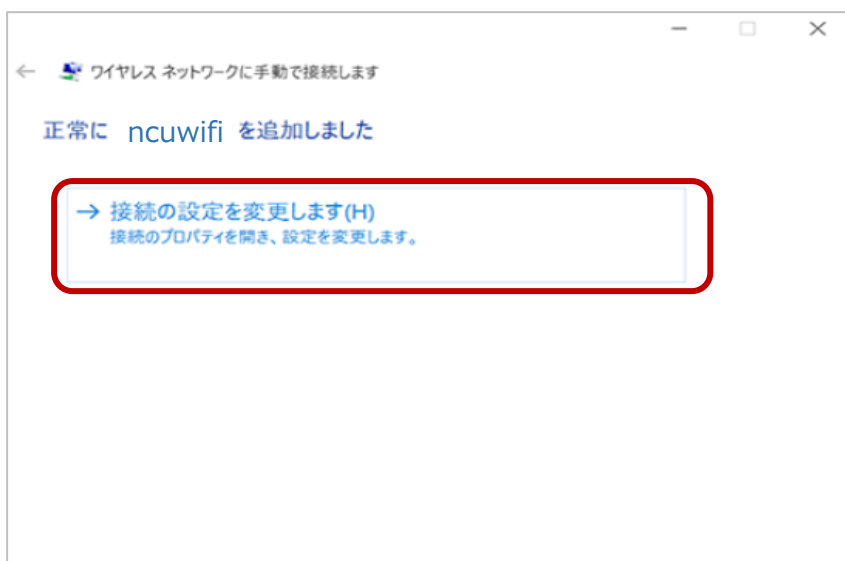 ワイヤレス ネットワークに手動で接続します
正常に ncuwifi を追加しました
→ 接続の設定を変更します(H)
接続のプロパティを開き、設定を変更します。